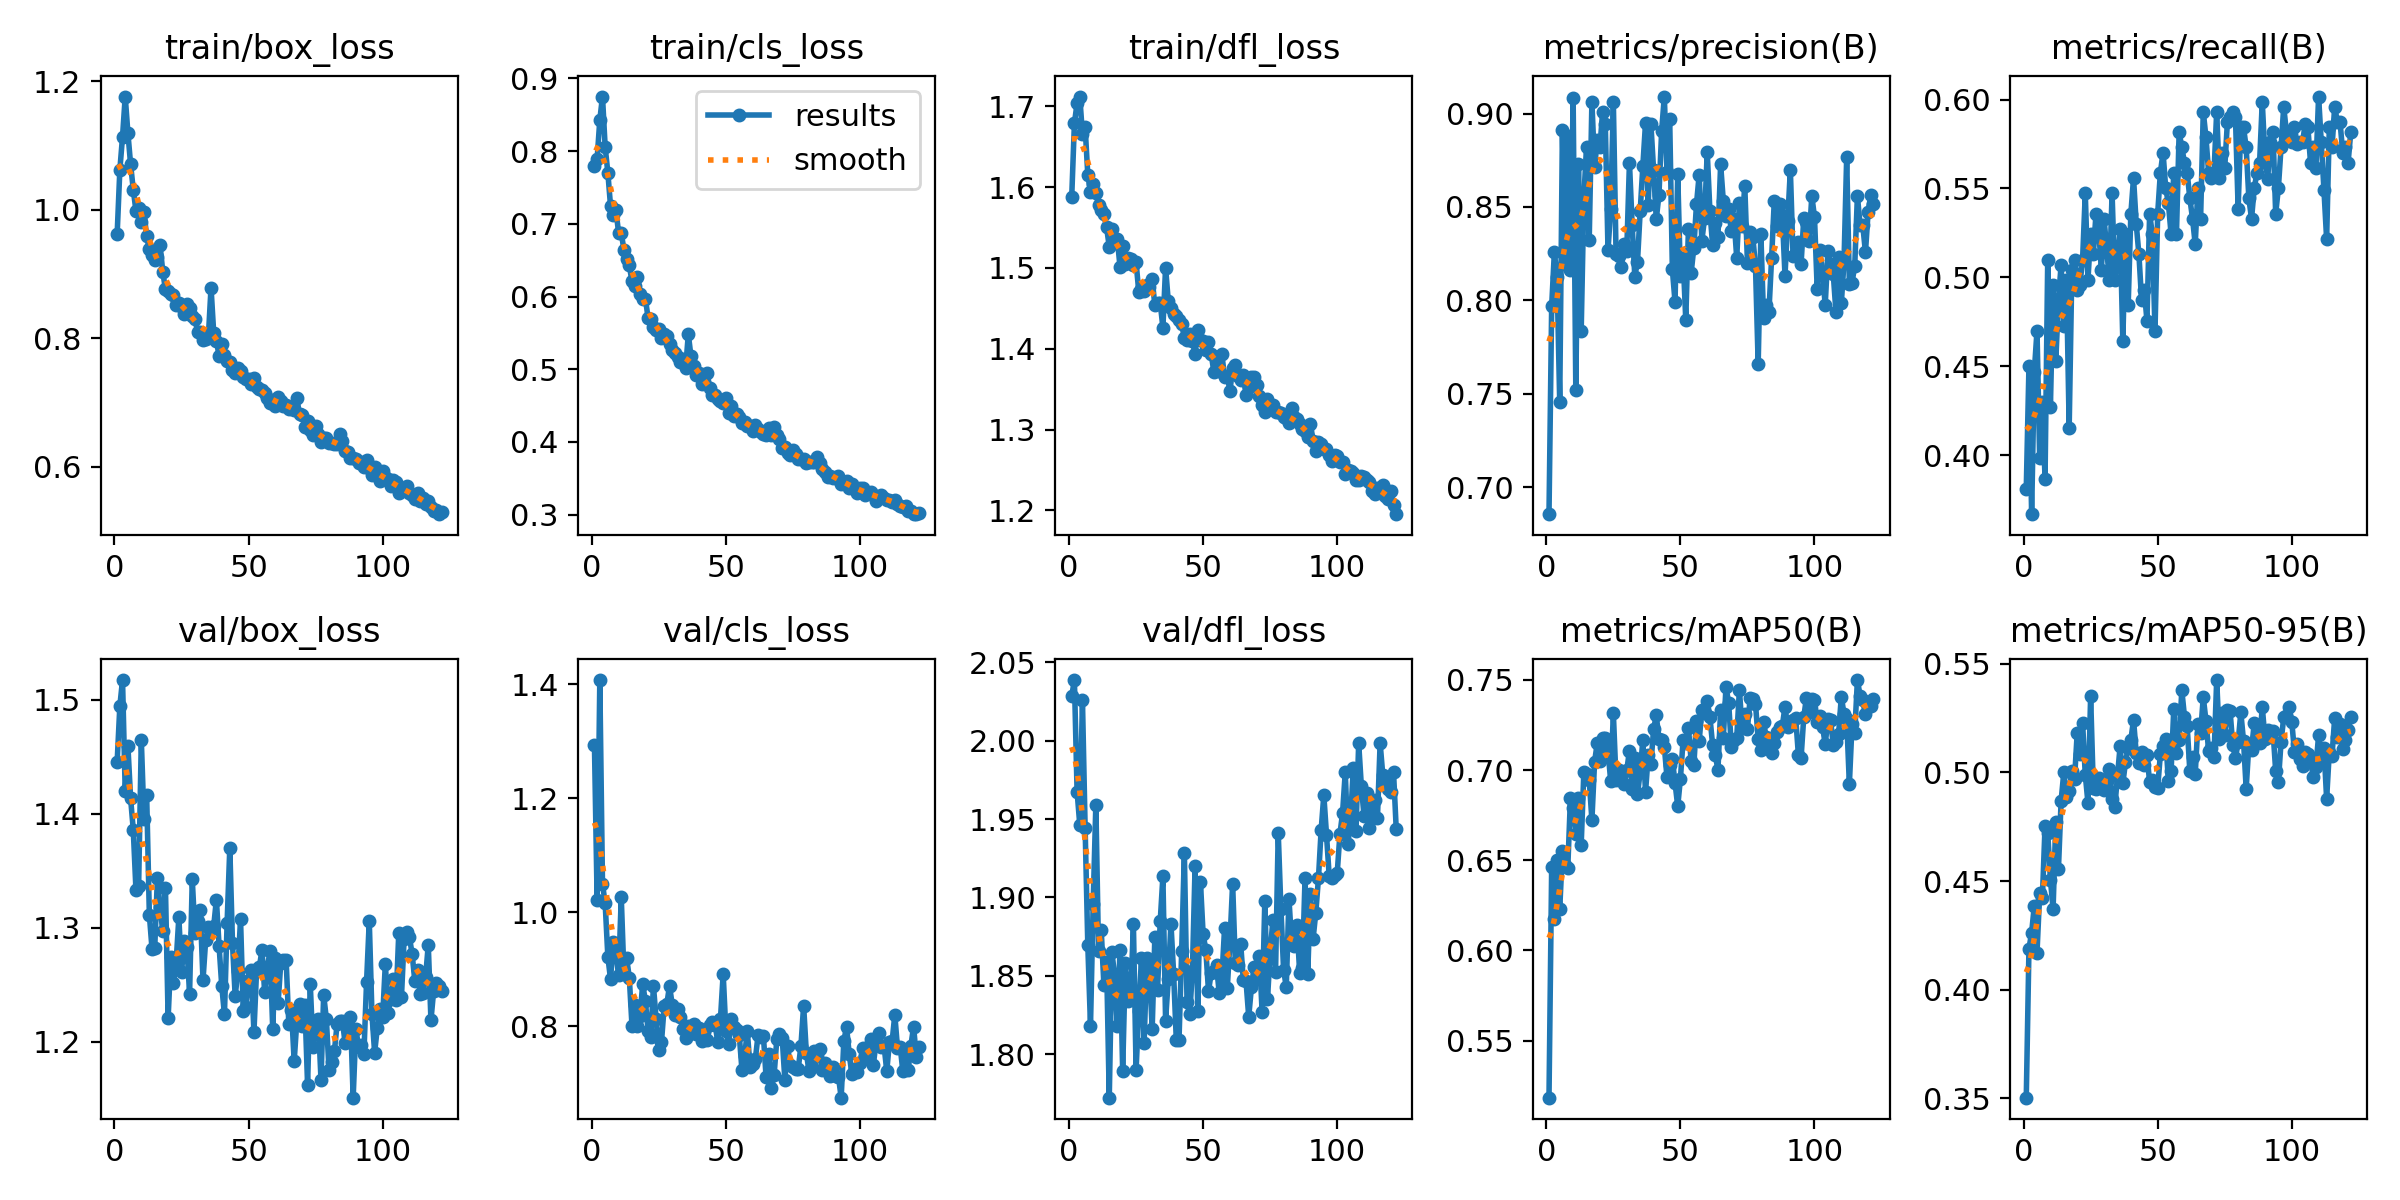 train/box_loss
1.2
1.0
0.8
0.6
0 50 100
train/cls_loss
0.9
0.8
0.7
0.6
0.5
0.4
0.3
results
smooth
0 50 100
train/dfl_loss
1.7
1.6
1.5
1.4
1.3
1.2
0 50 100
metrics/precision(B)
0.90
0.85
0.80
0.75
0.70
0 50 100
metrics/recall(B)
0.60
0.55
0.50
0.45
0.40
0 50 100
val/box_loss
1.5
1.4
1.3
1.2
0 50 100
val/cls_loss
1.4
1.2
1.0
0.8
0 50 100
val/dfl_loss
2.05
2.00
1.95
1.90
1.85
1.80
0 50 100
metrics/mAP50(B)
0.75
0.70
0.65
0.60
0.55
0 50 100
metrics/mAP50-95(B)
0.55
0.50
0.45
0.40
0.35
0 50 100